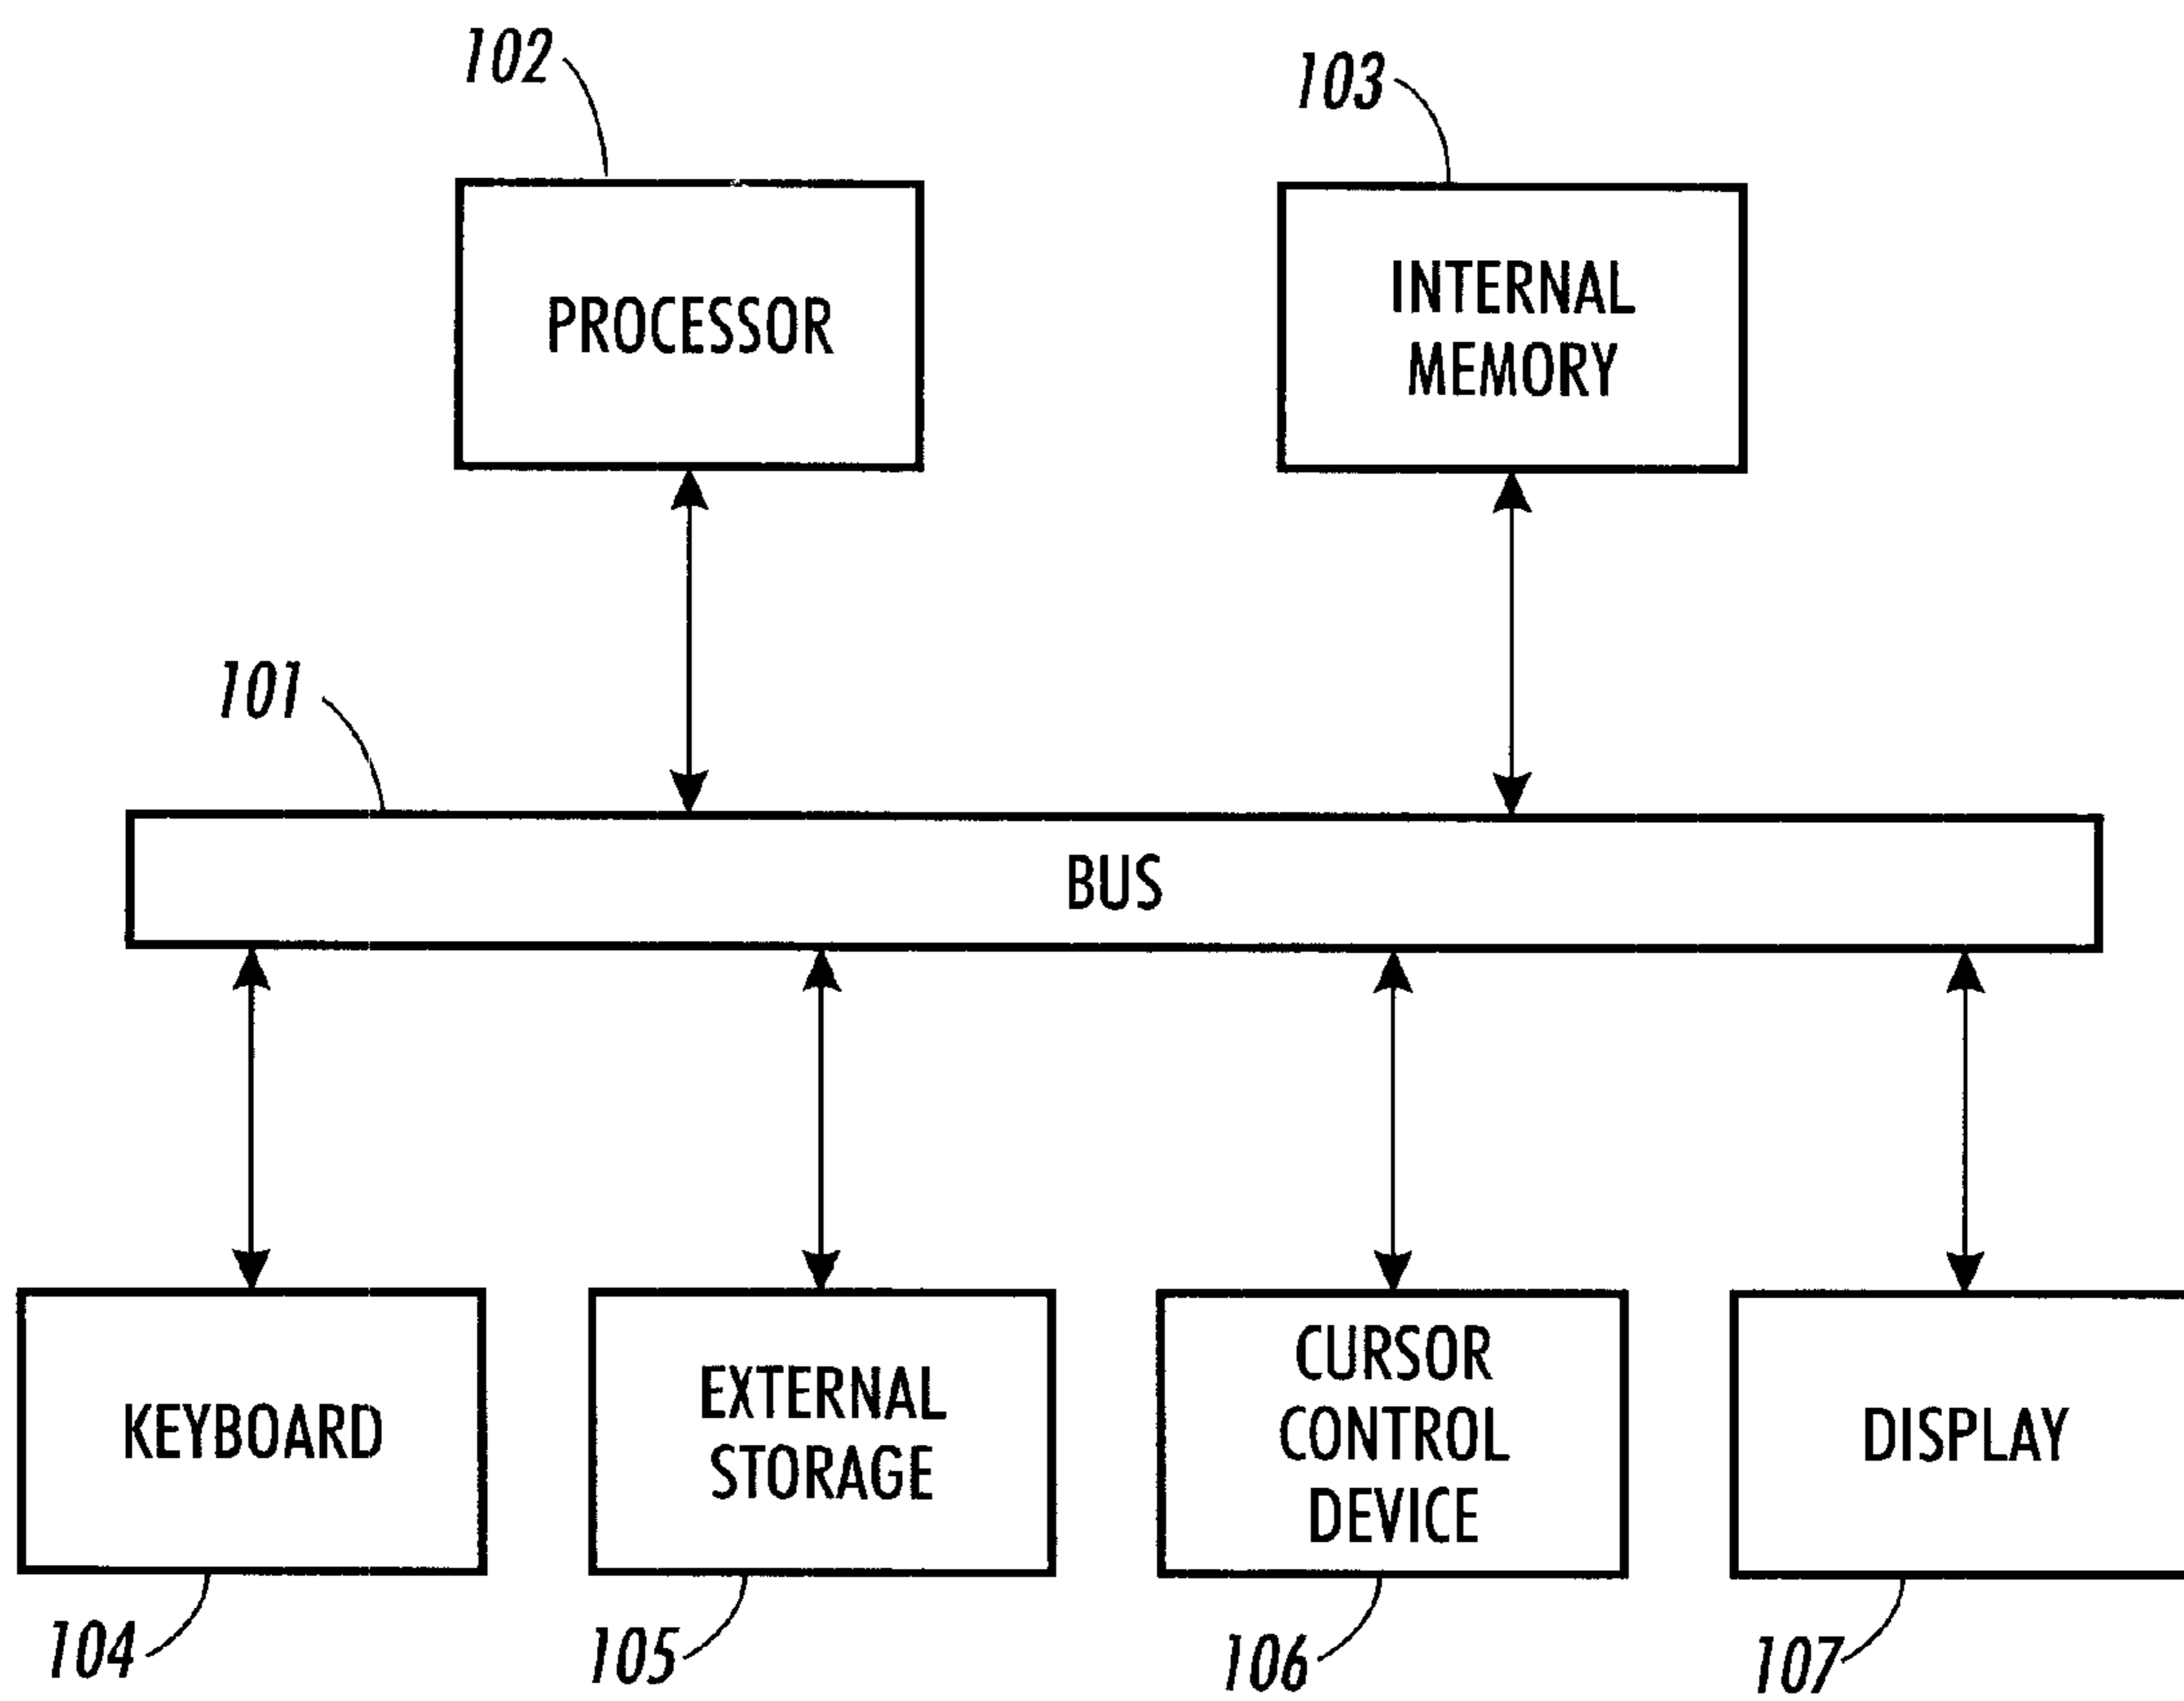 102
103
PROCESSOR
INTERNAL
MEMORY
101
BUS
KEYBOARD
EXTERNAL
STORAGE
CURSOR
CONTROL
DEVICE
DISPLAY
104
105
106
107